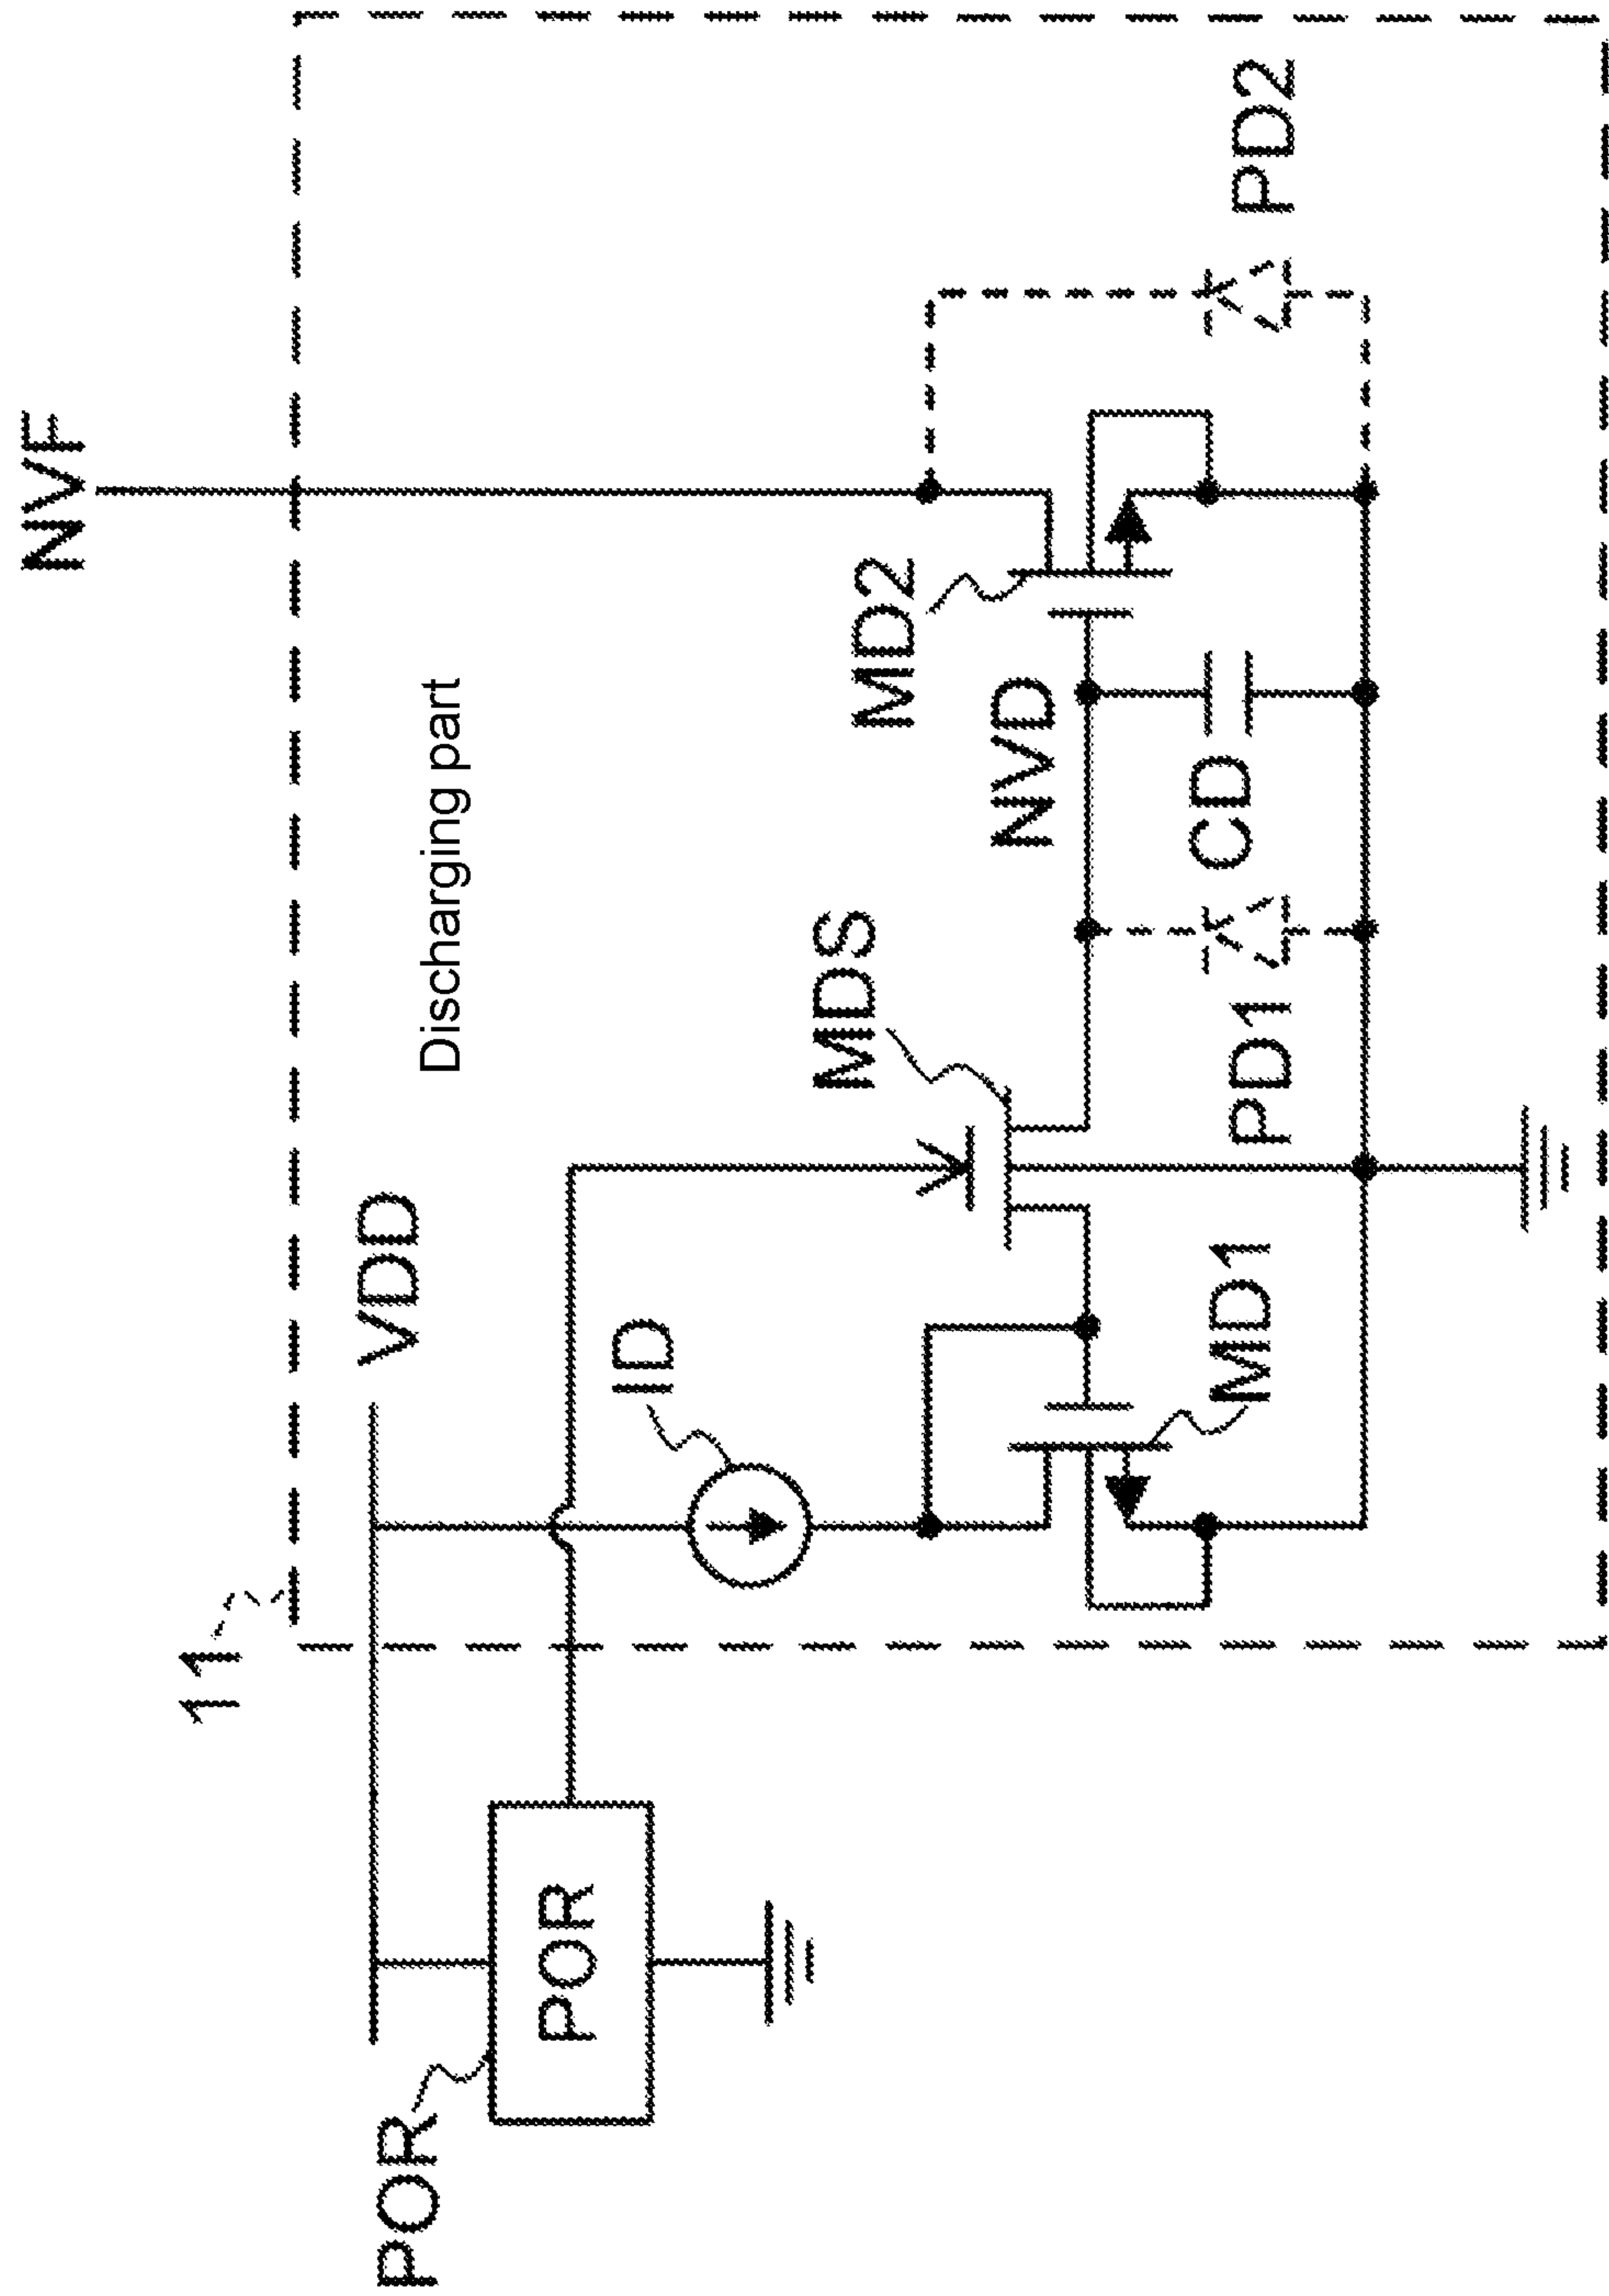 NVF
11
VDD
Discharging part
POR
POR
ID
MDS
MD2
NVD
MD1
PD1
CD
PD2